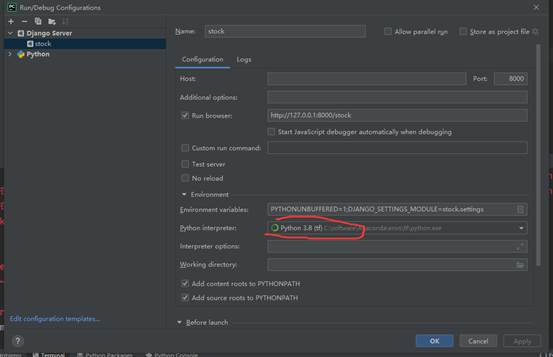 PC Run/Debug Configurations
Django Server
stock
Python
Edit configuration templates...
Name: stock
Allow parallel run
Store as project file
Configuration Logs
Host:
Port: 8000
Additional options:
Run browser: http://127.0.0.1:8000/stock
Start JavaScript debugger automatically when debugging
Custom run command:
Test server
No reload
Environment
Environment variables: PYTHONUNBUFFERED=1;DJANGO_SETTINGS_MODULE=stock.settings
Python interpreter: Python 3.8 (tf)
Interpreter options:
Working directory:
Add content roots to PYTHONPATH
Add source roots to PYTHONPATH
Before launch
? OK Cancel Apply
Terminal Python Packages Python Console